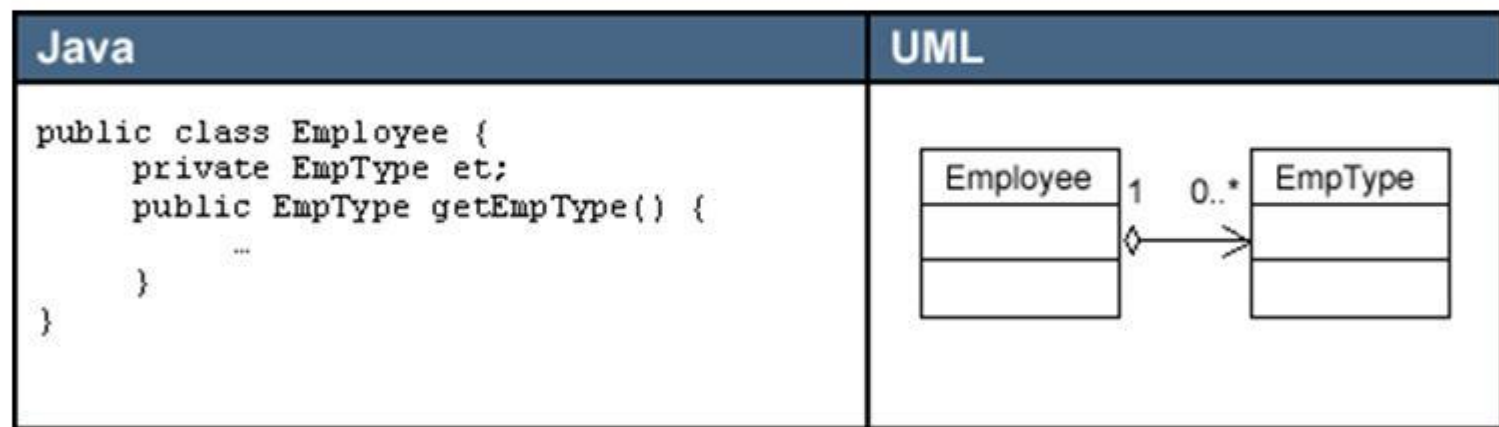 Java
UML
public class Employee {
private EmpType et;
public EmpType getEmpType() {
…
}
}
Employee
1
0..*
EmpType